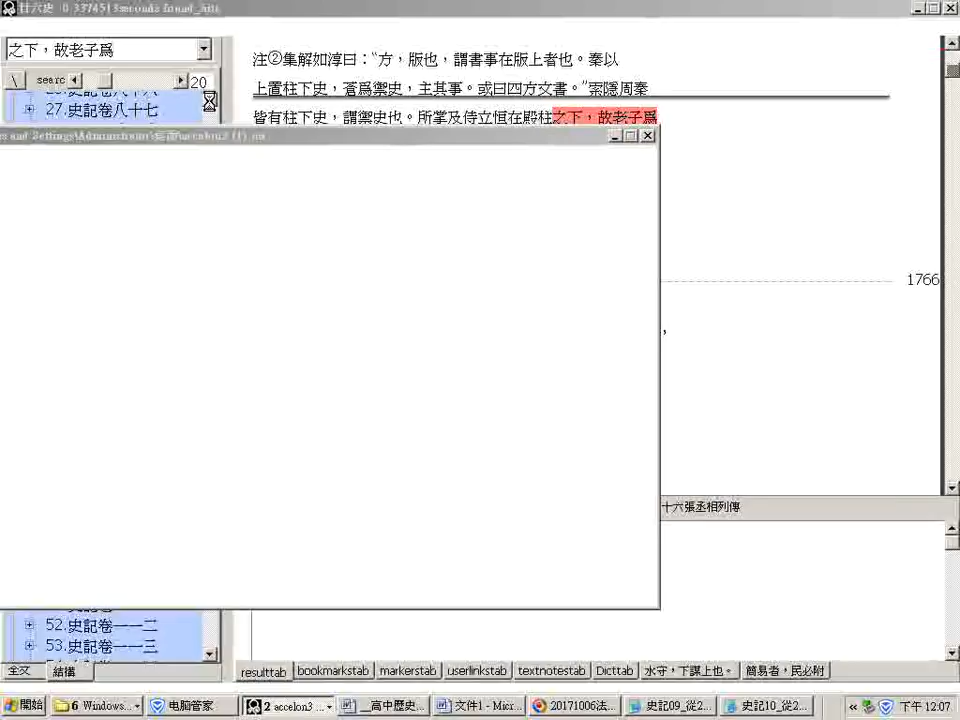 廿六史 0.3374513seconds found_hit:
之下，故老子爲
\ searc 20
27.史記卷八十七
注②集解如淳曰：“方，版也，謂書事在版上者也。秦以
上置柱下史，蒼爲禦史，主其事。或曰四方文書。”索隱周秦
皆有柱下史，謂禦史也。所掌及侍立恒在殿柱之下，故老子爲
1766
，
十六張丞相列傳
52.史記卷一一二
53.史記卷一一三
全文 結構
resulttab bookmarkstab markerstab userlinkstab textnotestab Dicttab 水守，下謀上也。 簡易者，民必附
開始 6 Windows... 电脑管家 2 accelon3 ... __高中歷史... 文件1 - Micr... 20171006法... 史記09_從2... 史記10_從2... « 下午 12:07